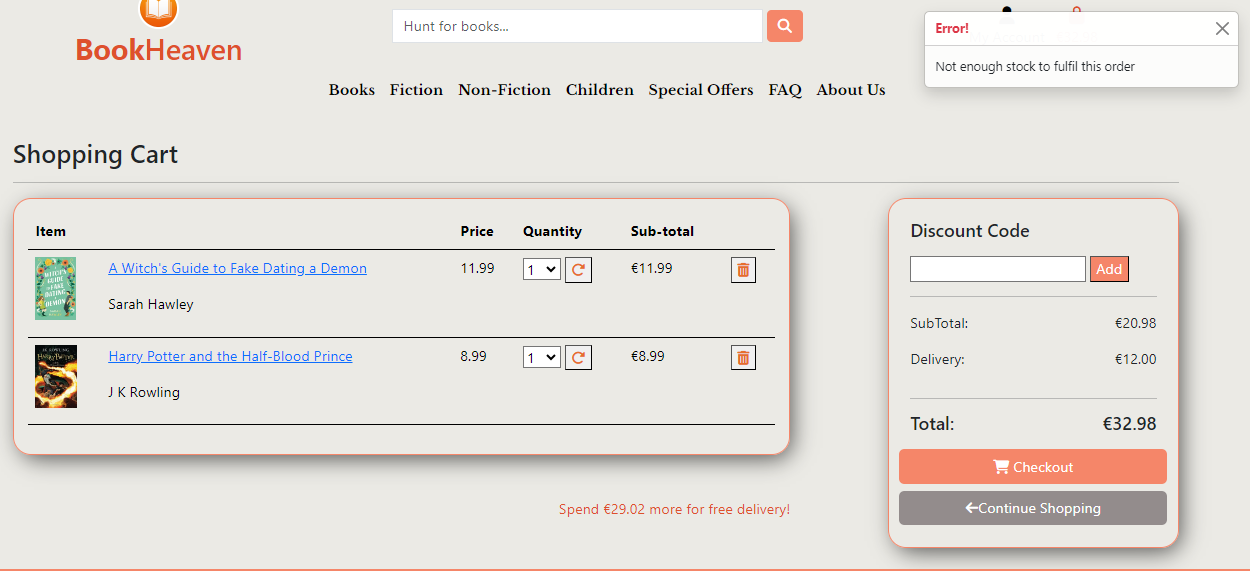 BookHeaven
Hunt for books...
Error!
Not enough stock to fulfil this order
Books Fiction Non-Fiction Children Special Offers FAQ About Us
Shopping Cart
Item Price Quantity Sub-total
A Witch's Guide to Fake Dating a Demon 11.99 1 €11.99
Sarah Hawley
Harry Potter and the Half-Blood Prince 8.99 1 €8.99
J K Rowling
Spend €29.02 more for free delivery!
Discount Code
Add
SubTotal: €20.98
Delivery: €12.00
Total: €32.98
Checkout
Continue Shopping